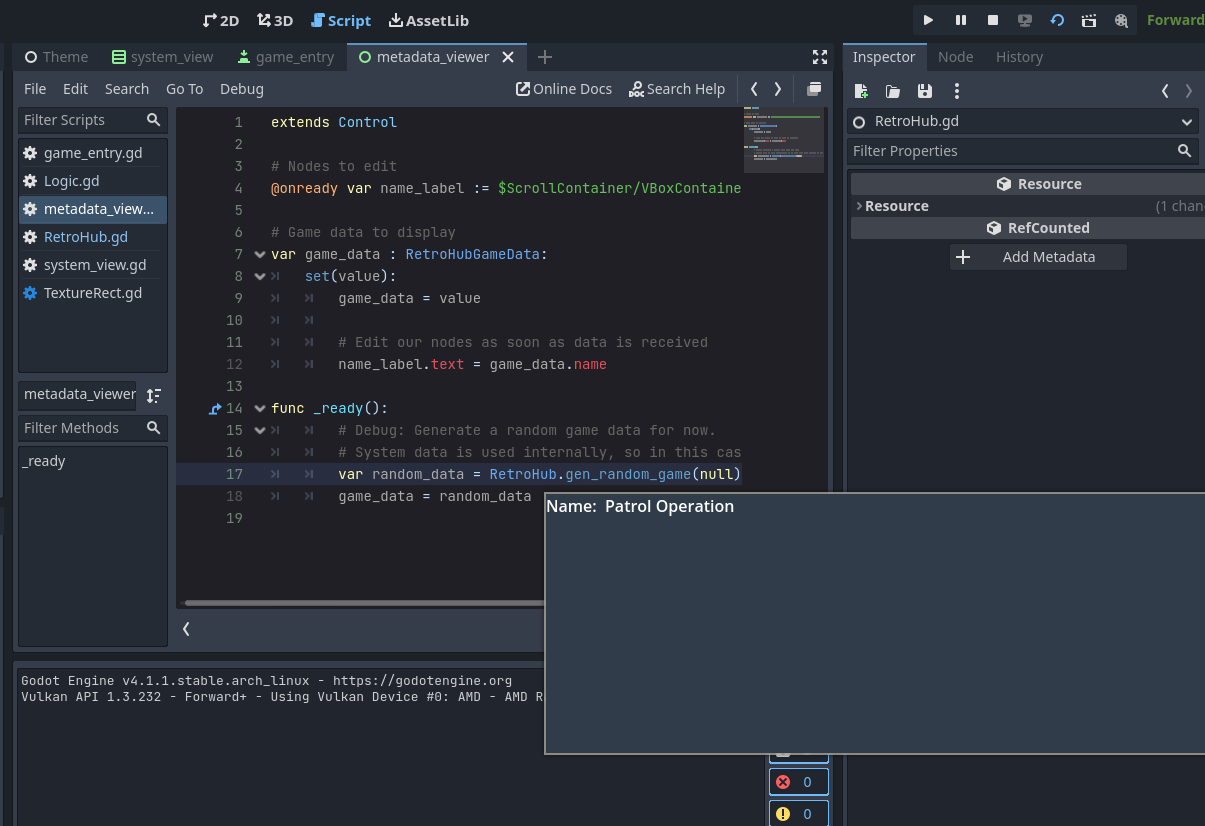 2D 3D Script AssetLib Forward
Theme system_view game_entry metadata_viewer
File Edit Search Go To Debug Online Docs Search Help
Filter Scripts
game_entry.gd
Logic.gd
metadata_view...
RetroHub.gd
system_view.gd
TextureRect.gd
metadata_viewer
Filter Methods
_ready
1 extends Control
2
3 # Nodes to edit
4 @onready var name_label := $ScrollContainer/VBoxContaine
5
6 # Game data to display
7 var game_data : RetroHubGameData:
8 set(value):
9 game_data = value
10
11 # Edit our nodes as soon as data is received
12 name_label.text = game_data.name
13
14 func _ready():
15 # Debug: Generate a random game data for now.
16 # System data is used internally, so in this cas
17 var random_data = RetroHub.gen_random_game(null)
18 game_data = random_data
19
Inspector Node History
RetroHub.gd
Filter Properties
Resource
Resource (1 chan
RefCounted
Add Metadata
Name: Patrol Operation
Godot Engine v4.1.1.stable.arch_linux - https://godotengine.org
Vulkan API 1.3.232 - Forward+ - Using Vulkan Device #0: AMD - AMD R
0
0